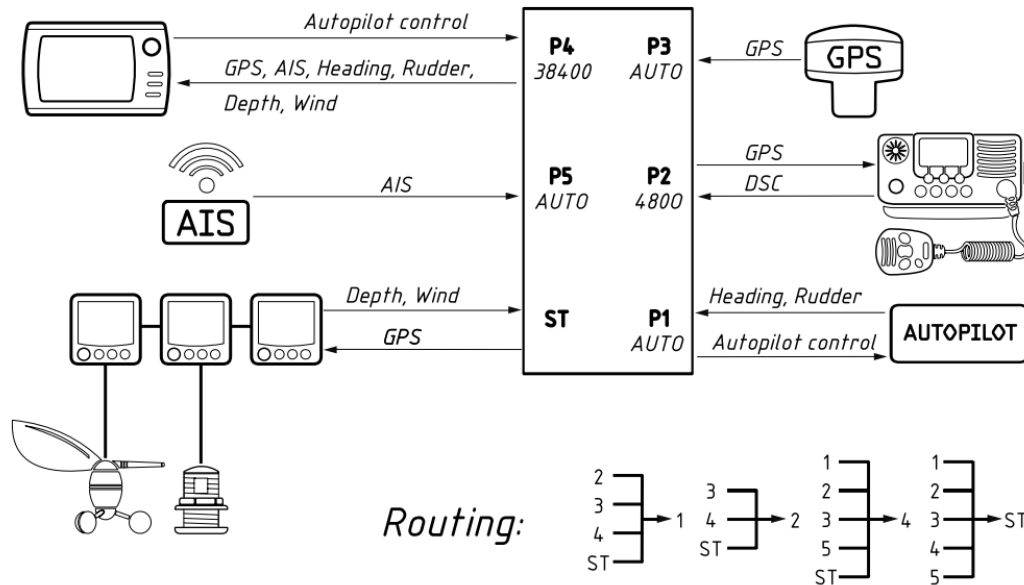 Autopilot control
GPS, AIS, Heading, Rudder,
Depth, Wind
P4
38400
P3
AUTO
GPS
GPS
AIS
AIS
P5
AUTO
P2
4800
GPS
DSC
Depth, Wind
GPS
ST
P1
AUTO
Heading, Rudder
Autopilot control
AUTOPILOT
Routing:
2
3
4
ST
1
3
4
ST
2
1
2
3
5
ST
4
1
2
3
4
5
ST